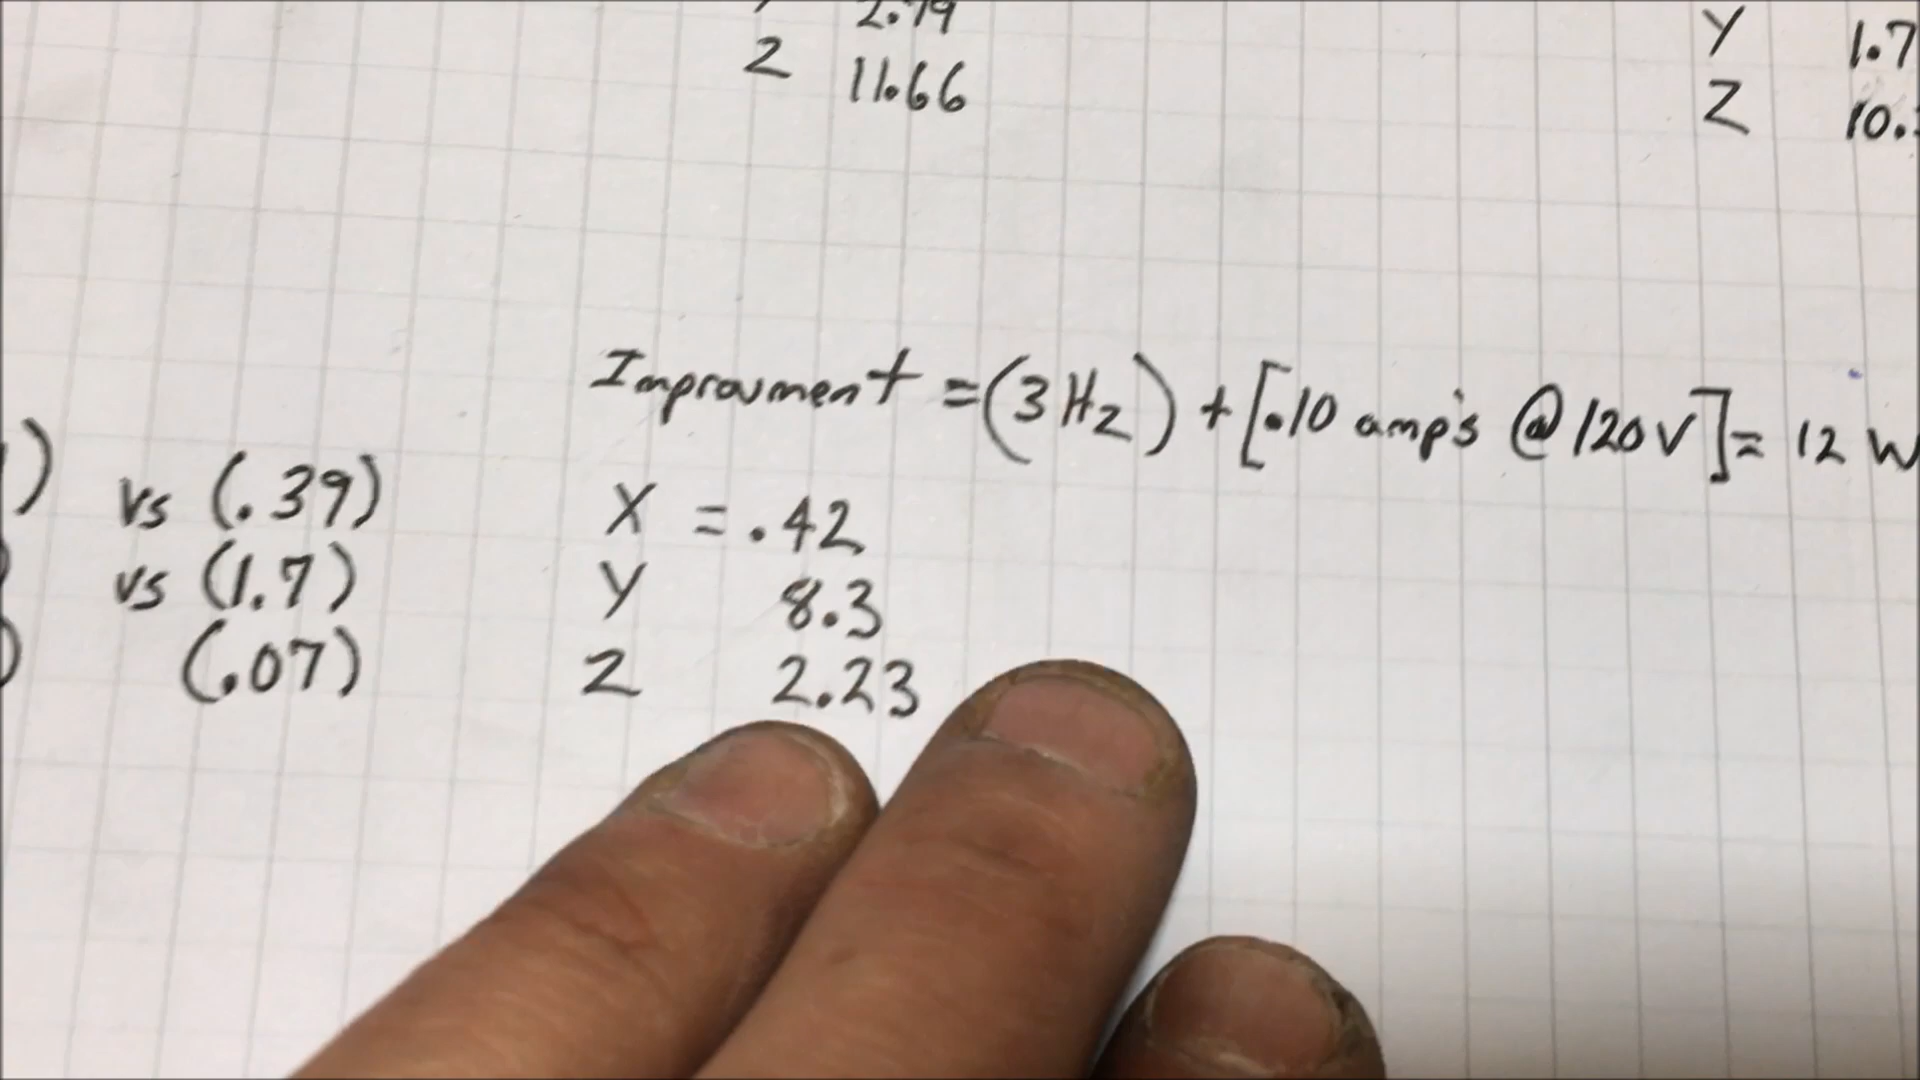 2.79
Z 11.66
Y 1.7
Z 10.
Improvment = (3 Hz) + [.10 amp's @ 120 V] = 12 W
) vs (.39) X = .42
vs (1.7) Y 8.3
(.07) Z 2.23